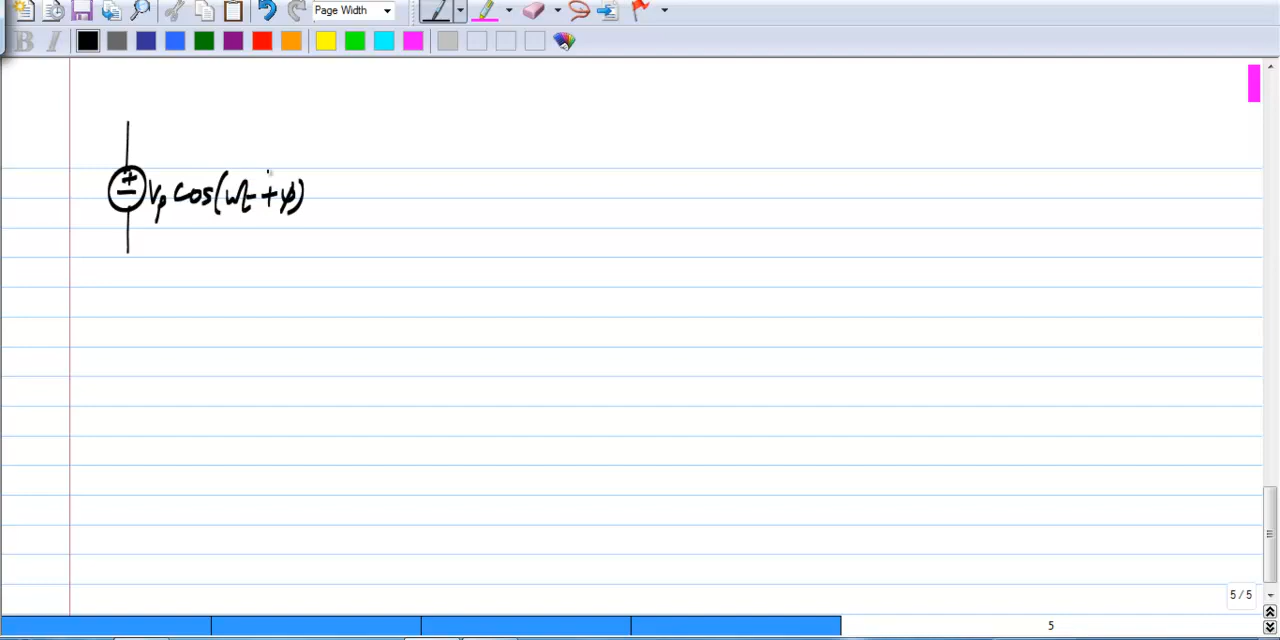 Page Width
B I
+
−
Vp cos(ωt + φ)
5 / 5
5